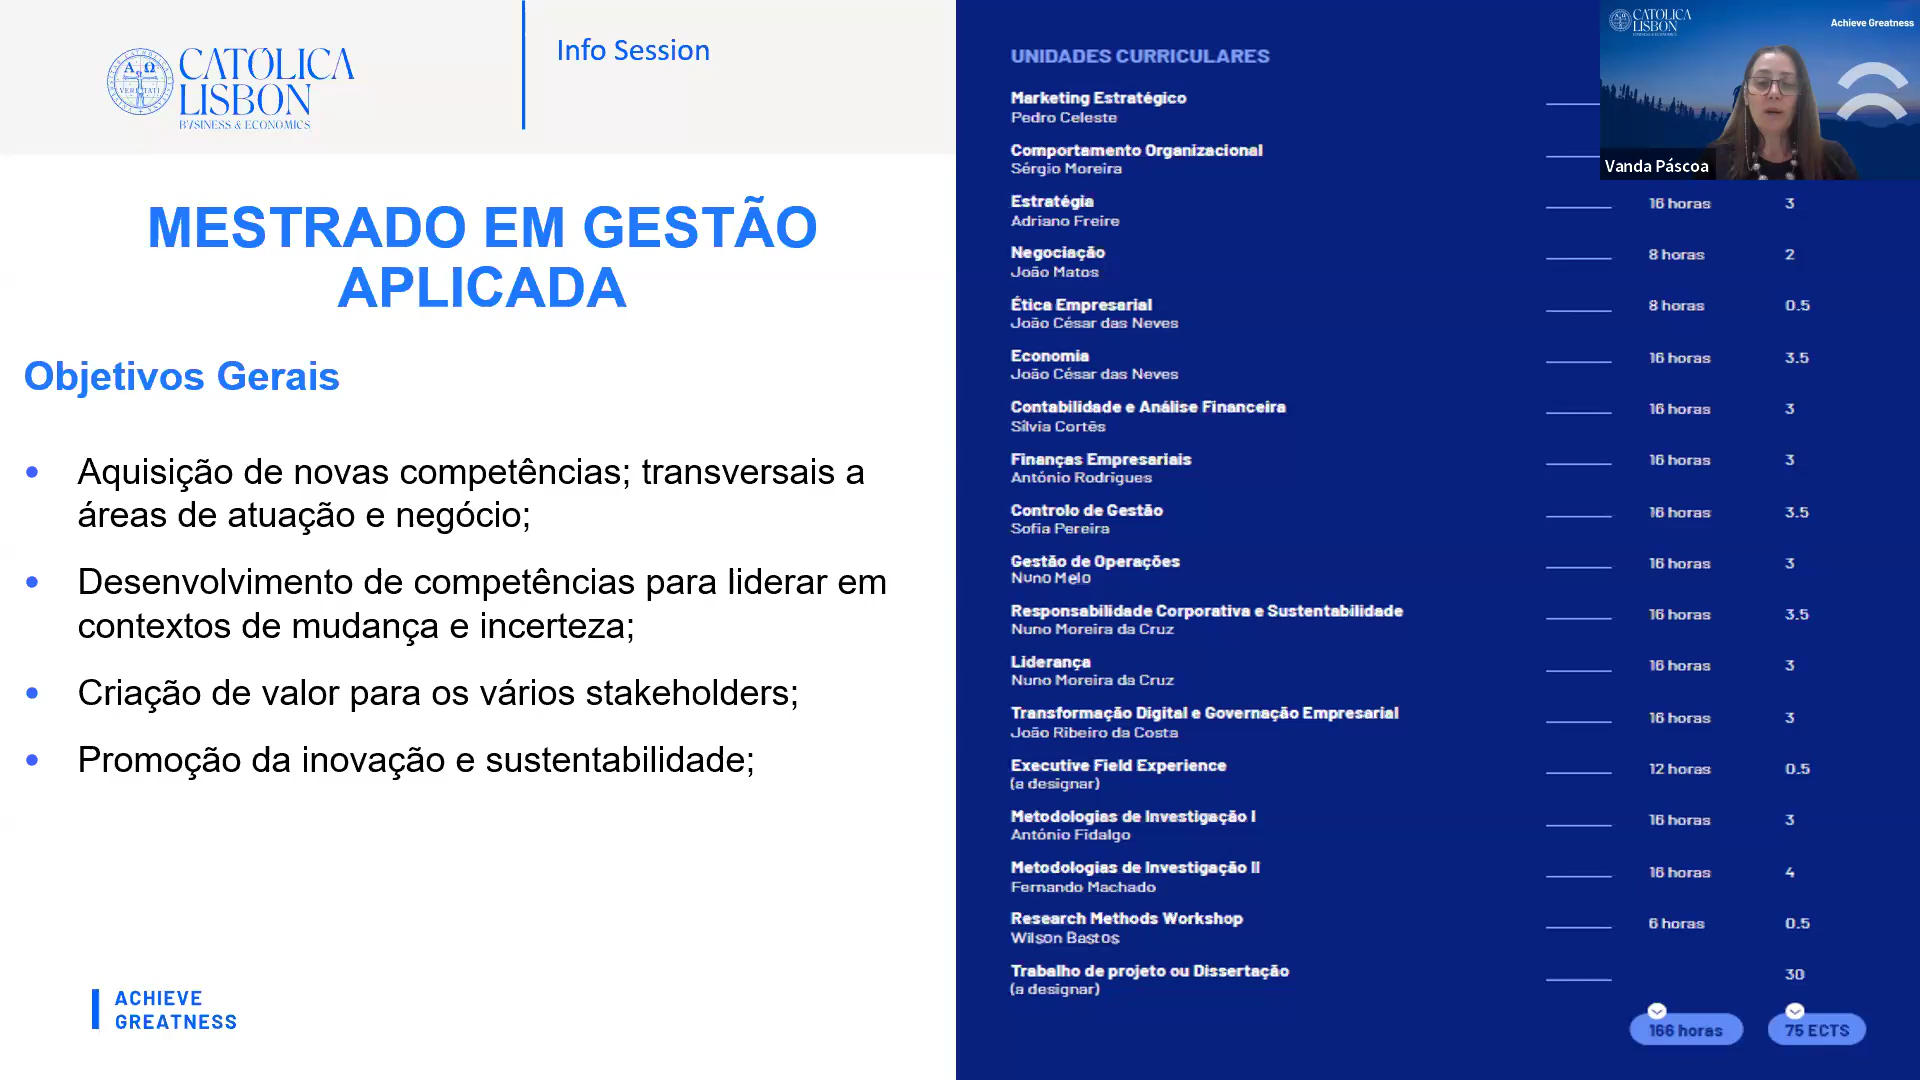 CATÓLICA
LISBON
BUSINESS & ECONOMICS
Info Session
MESTRADO EM GESTÃO
APLICADA
Objetivos Gerais
• Aquisição de novas competências; transversais a
áreas de atuação e negócio;
• Desenvolvimento de competências para liderar em
contextos de mudança e incerteza;
• Criação de valor para os vários stakeholders;
• Promoção da inovação e sustentabilidade;
ACHIEVE
GREATNESS
UNIDADES CURRICULARES
Marketing Estratégico
Pedro Celeste
Comportamento Organizacional
Sérgio Moreira
Estratégia 16 horas 3
Adriano Freire
Negociação 8 horas 2
João Matos
Ética Empresarial 8 horas 0.5
João César das Neves
Economia 16 horas 3.5
João César das Neves
Contabilidade e Análise Financeira 16 horas 3
Sílvia Cortês
Finanças Empresariais 16 horas 3
António Rodrigues
Controlo de Gestão 16 horas 3.5
Sofia Pereira
Gestão de Operações 16 horas 3
Nuno Melo
Responsabilidade Corporativa e Sustentabilidade 16 horas 3.5
Nuno Moreira da Cruz
Liderança 16 horas 3
Nuno Moreira da Cruz
Transformação Digital e Governação Empresarial 16 horas 3
João Ribeiro da Costa
Executive Field Experience 12 horas 0.5
(a designar)
Metodologias de Investigação I 16 horas 3
António Fidalgo
Metodologias de Investigação II 16 horas 4
Fernando Machado
Research Methods Workshop 6 horas 0.5
Wilson Bastos
Trabalho de projeto ou Dissertação 30
(a designar)
166 horas 75 ECTS
CATÓLICA
LISBON
Achieve Greatness
Vanda Páscoa